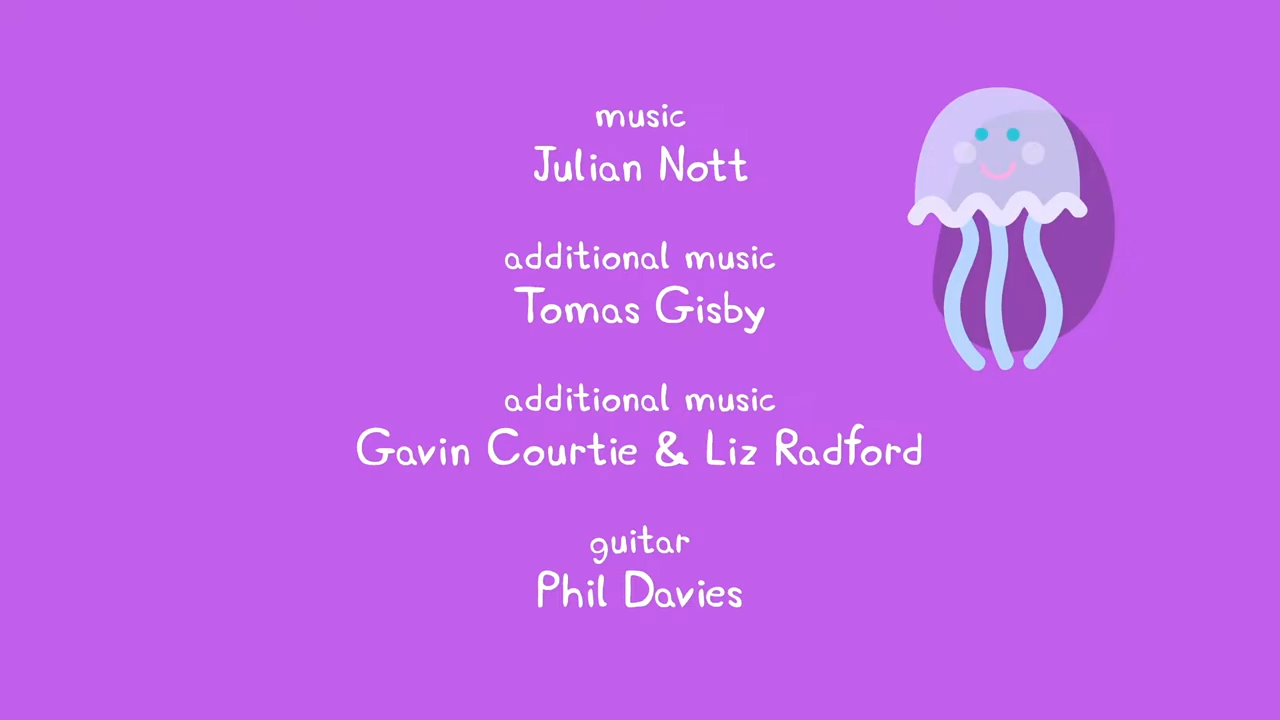 music
Julian Nott
additional music
Tomas Gisby
additional music
Gavin Courtie & Liz Radford
guitar
Phil Davies